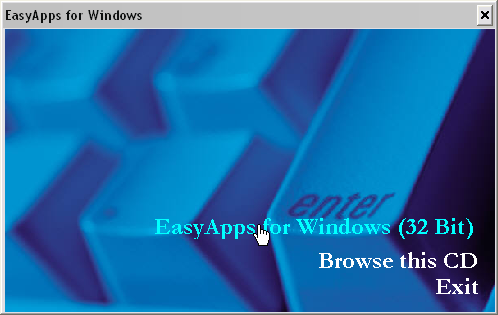 EasyApps for Windows
enter
EasyApps for Windows (32 Bit)
Browse this CD
Exit